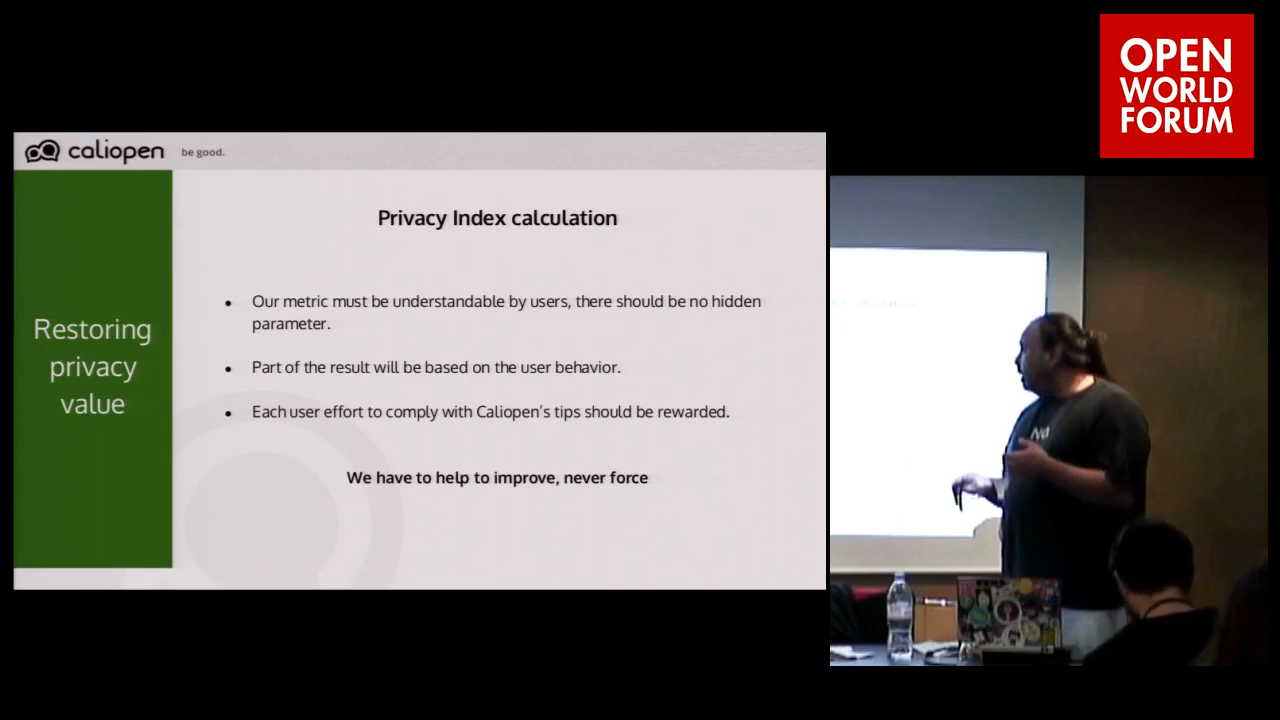 OPEN
WORLD
FORUM
caliopen be good.
Restoring
privacy
value
Privacy Index calculation
• Our metric must be understandable by users, there should be no hidden
parameter.
• Part of the result will be based on the user behavior.
• Each user effort to comply with Caliopen's tips should be rewarded.
We have to help to improve, never force